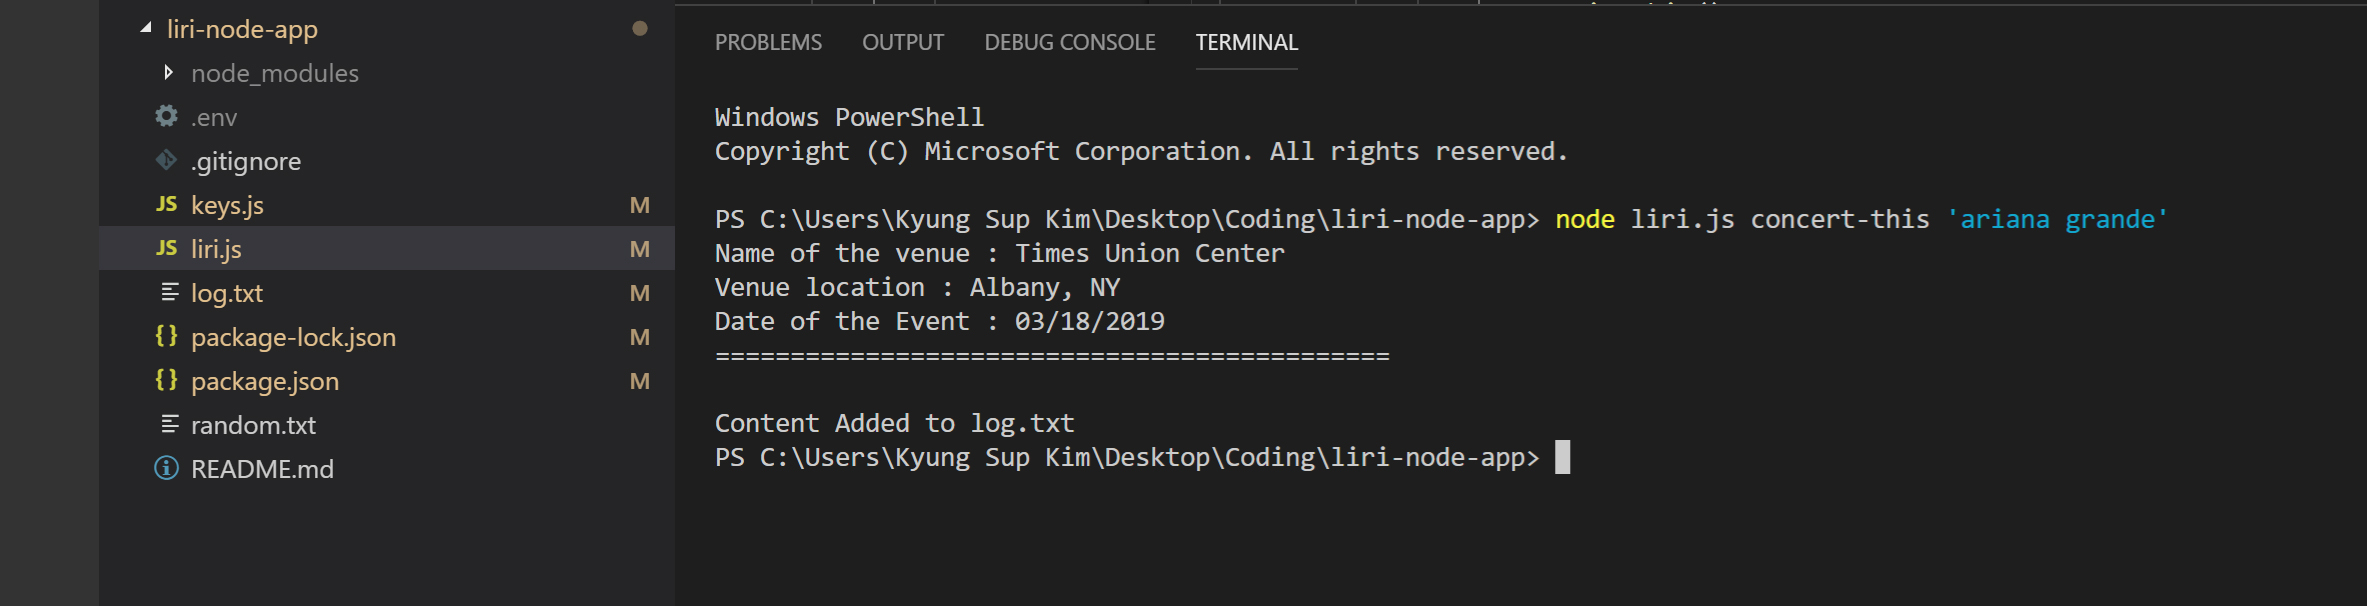 liri-node-app
node_modules
.env
.gitignore
JS keys.js M
JS liri.js M
log.txt M
{} package-lock.json M
{} package.json M
random.txt
README.md
PROBLEMS OUTPUT DEBUG CONSOLE TERMINAL
Windows PowerShell
Copyright (C) Microsoft Corporation. All rights reserved.
PS C:\Users\Kyung Sup Kim\Desktop\Coding\liri-node-app> node liri.js concert-this 'ariana grande'
Name of the venue : Times Union Center
Venue location : Albany, NY
Date of the Event : 03/18/2019
=============================================
Content Added to log.txt
PS C:\Users\Kyung Sup Kim\Desktop\Coding\liri-node-app>